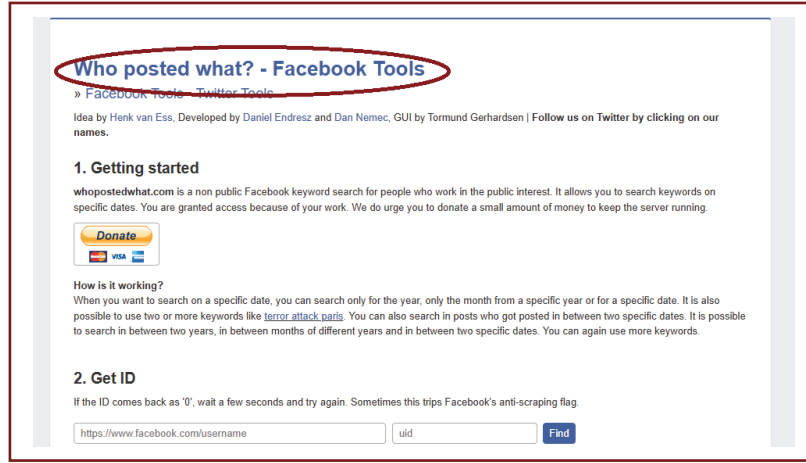 Who posted what? - Facebook Tools
» Facebook Tools - Twitter Tools
Idea by Henk van Ess, Developed by Daniel Endresz and Dan Nemec, GUI by Tormund Gerhardsen | Follow us on Twitter by clicking on our
names.
1. Getting started
whopostedwhat.com is a non public Facebook keyword search for people who work in the public interest. It allows you to search keywords on
specific dates. You are granted access because of your work. We do urge you to donate a small amount of money to keep the server running.
Donate
VISA
How is it working?
When you want to search on a specific date, you can search only for the year, only the month from a specific year or for a specific date. It is also
possible to use two or more keywords like terror attack paris. You can also search in posts who got posted in between two specific dates. It is possible
to search in between two years, in between months of different years and in between two specific dates. You can again use more keywords.
2. Get ID
If the ID comes back as '0', wait a few seconds and try again. Sometimes this trips Facebook's anti-scraping flag.
https://www.facebook.com/username uid Find